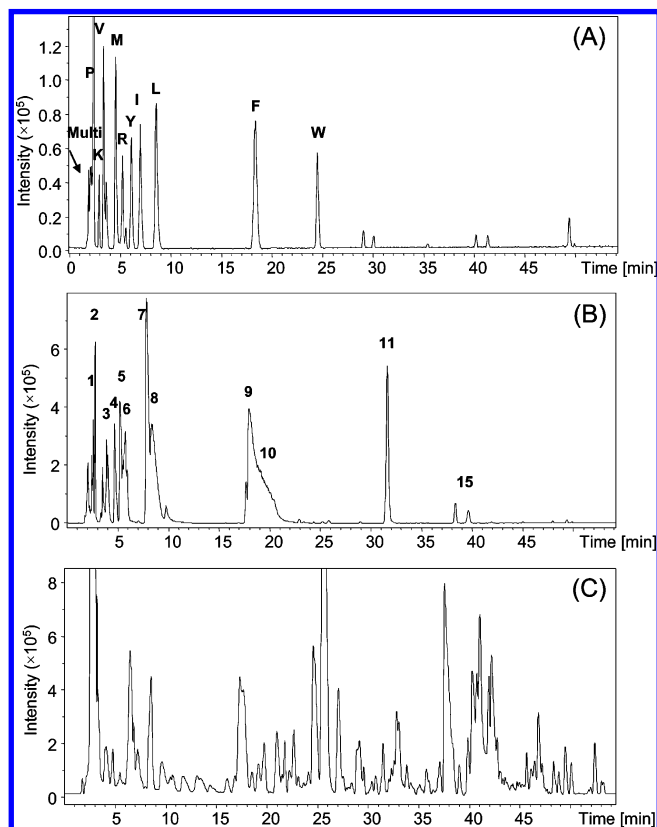 (A)
Intensity (×10⁵)
1.2
1.0
0.8
0.6
0.4
0.2
0.0
V
M
P
I
L
F
Y
W
Multi
R
K
0 5 10 15 20 25 30 35 40 45
Time [min]
(B)
Intensity (×10⁵)
6
4
2
0
2
7
11
1
5
9
3
4
6
8
10
15
5 10 15 20 25 30 35 40 45
Time [min]
(C)
Intensity (×10⁵)
8
6
4
2
0
5 10 15 20 25 30 35 40 45
Time [min]